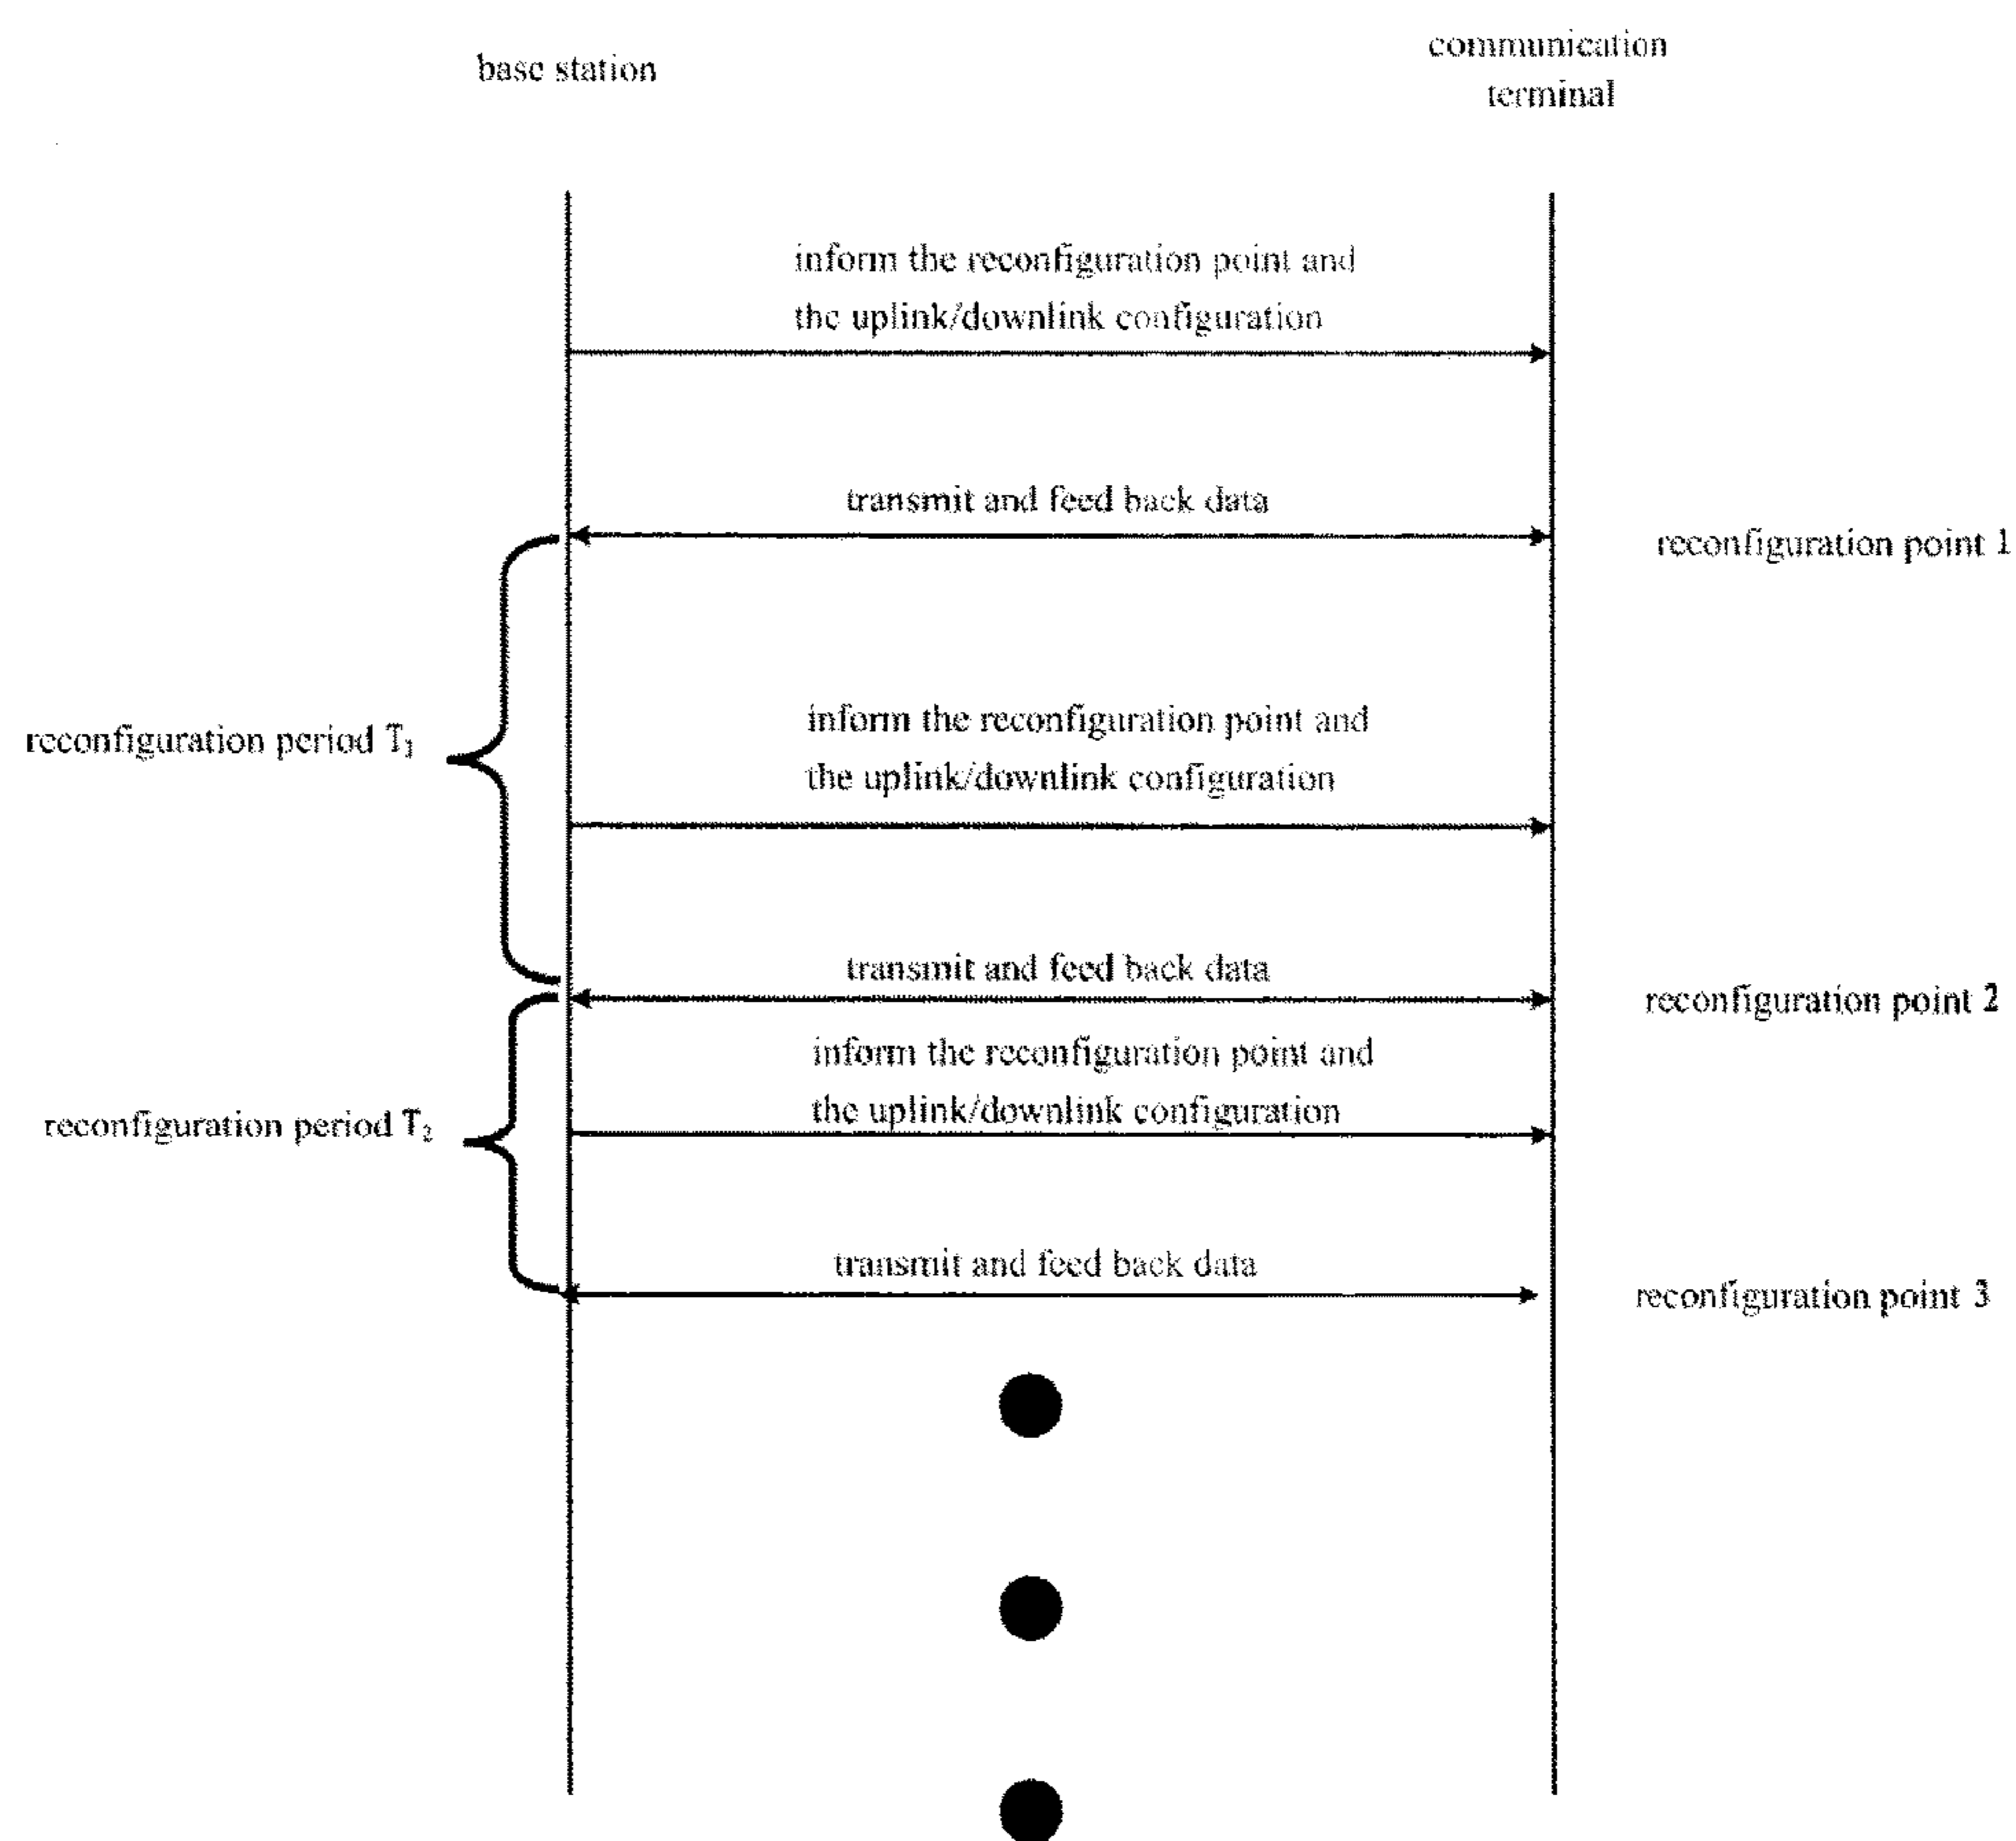 base station
communication
terminal
inform the reconfiguration point and
the uplink/downlink configuration
transmit and feed back data
reconfiguration point 1
reconfiguration period T₁
inform the reconfiguration point and
the uplink/downlink configuration
transmit and feed back data
reconfiguration point 2
inform the reconfiguration point and
the uplink/downlink configuration
reconfiguration period T₂
transmit and feed back data
reconfiguration point 3